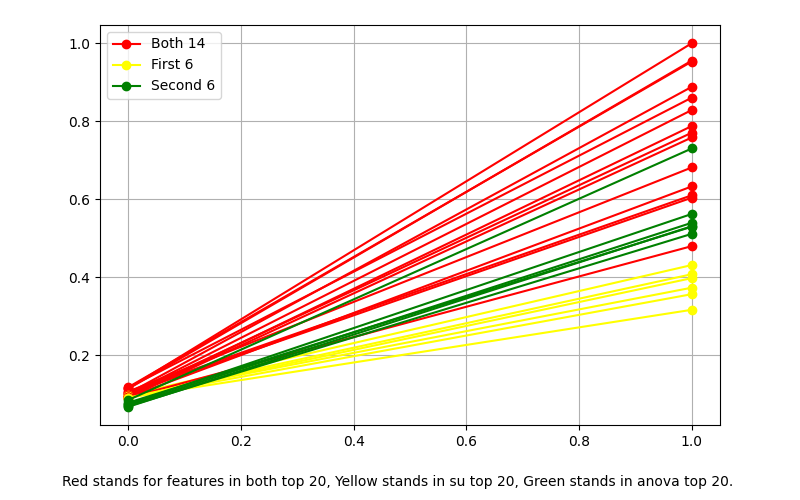 Both 14
First 6
Second 6
1.0
0.8
0.6
0.4
0.2
0.0 0.2 0.4 0.6 0.8 1.0
Red stands for features in both top 20, Yellow stands in su top 20, Green stands in anova top 20.